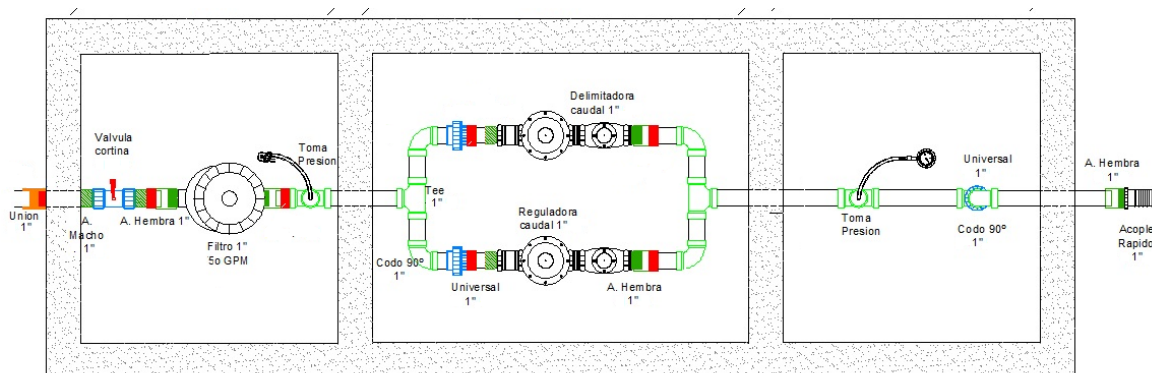 Union
1"
Valvula
cortina
A.
Macho
1"
A. Hembra 1"
Filtro 1"
5o GPM
Toma
Presion
Tee
1"
Codo 90º
1"
Delimitadora
caudal 1"
Reguladora
caudal 1"
Universal
1"
A. Hembra
1"
Toma
Presion
Universal
1"
Codo 90º
1"
A. Hembra
1"
Acople
Rapido
1"